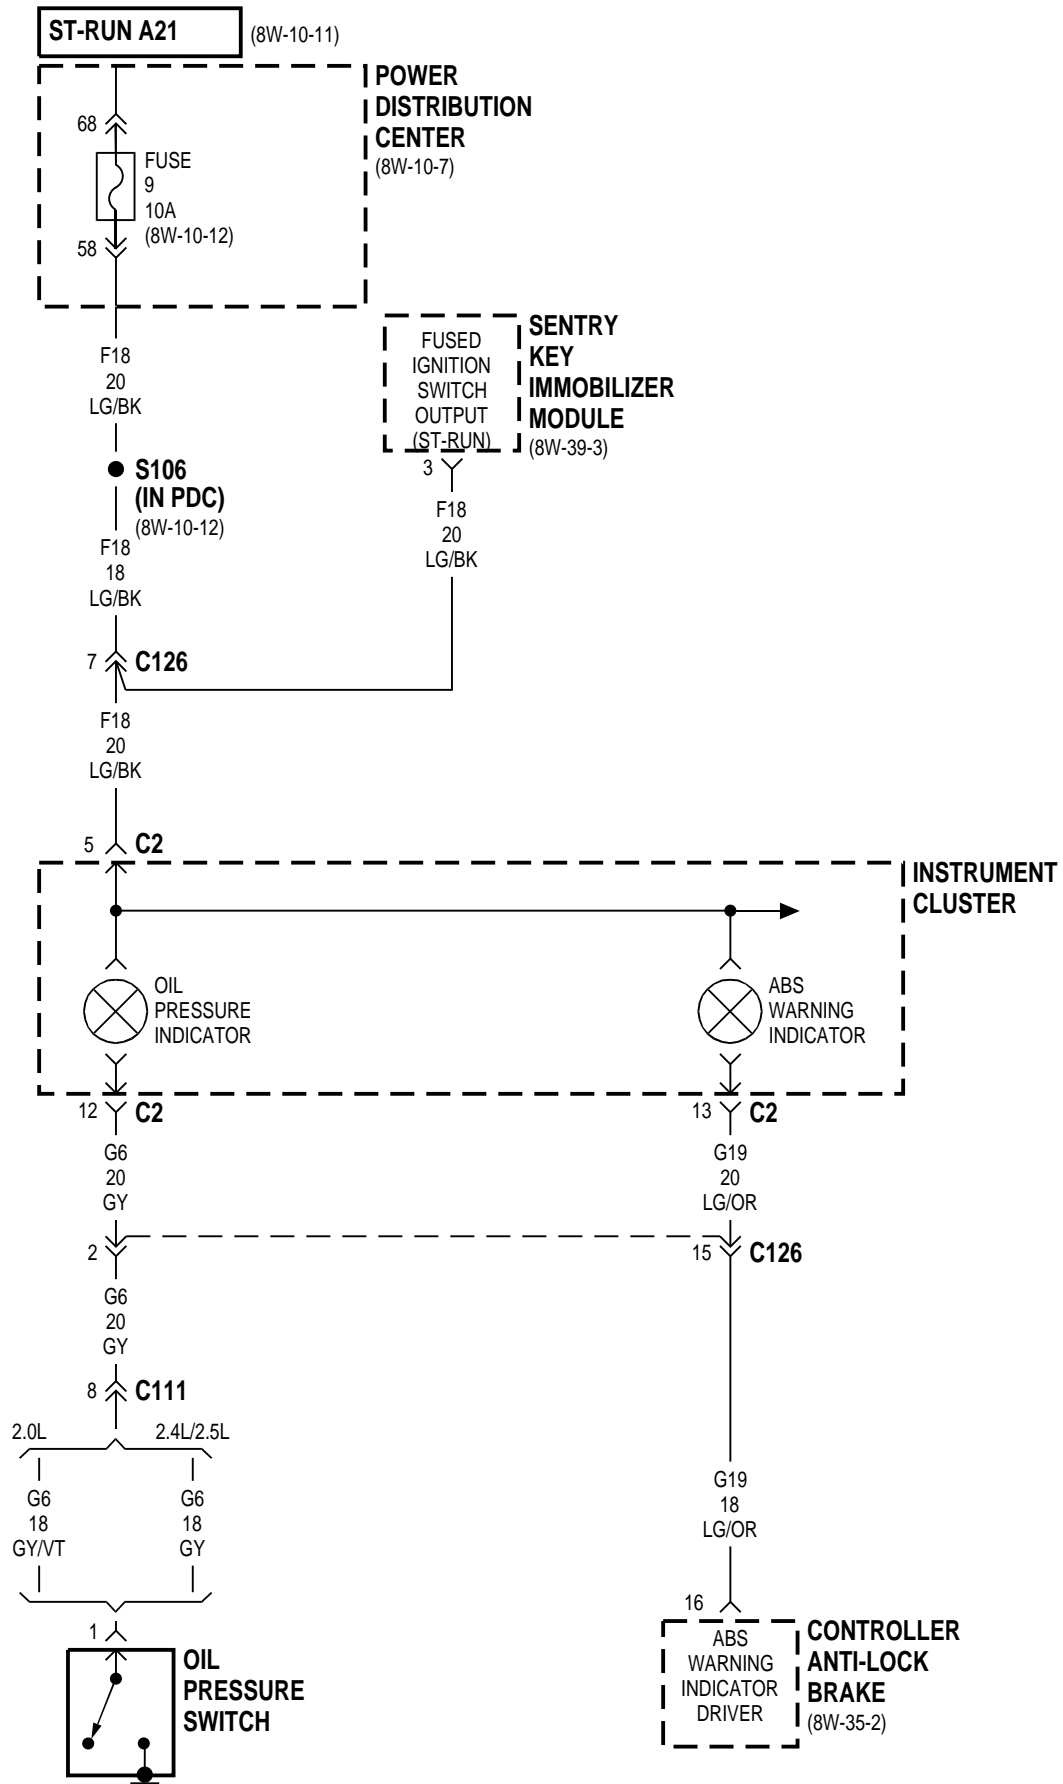 ST-RUN A21
(8W-10-11)
POWER
DISTRIBUTION
CENTER
(8W-10-7)
68
FUSE
9
10A
(8W-10-12)
58
F18
20
LG/BK
FUSED
IGNITION
SWITCH
OUTPUT
(ST-RUN)
SENTRY
KEY
IMMOBILIZER
MODULE
(8W-39-3)
3
F18
20
LG/BK
S106
(IN PDC)
(8W-10-12)
F18
18
LG/BK
7
C126
F18
20
LG/BK
5
C2
INSTRUMENT
CLUSTER
OIL
PRESSURE
INDICATOR
ABS
WARNING
INDICATOR
12
C2
13
C2
G6
20
GY
G19
20
LG/OR
2
15
C126
G6
20
GY
8
C111
2.0L
2.4L/2.5L
G6
18
GY/VT
G6
18
GY
G19
18
LG/OR
1
OIL
PRESSURE
SWITCH
16
ABS
WARNING
INDICATOR
DRIVER
CONTROLLER
ANTI-LOCK
BRAKE
(8W-35-2)